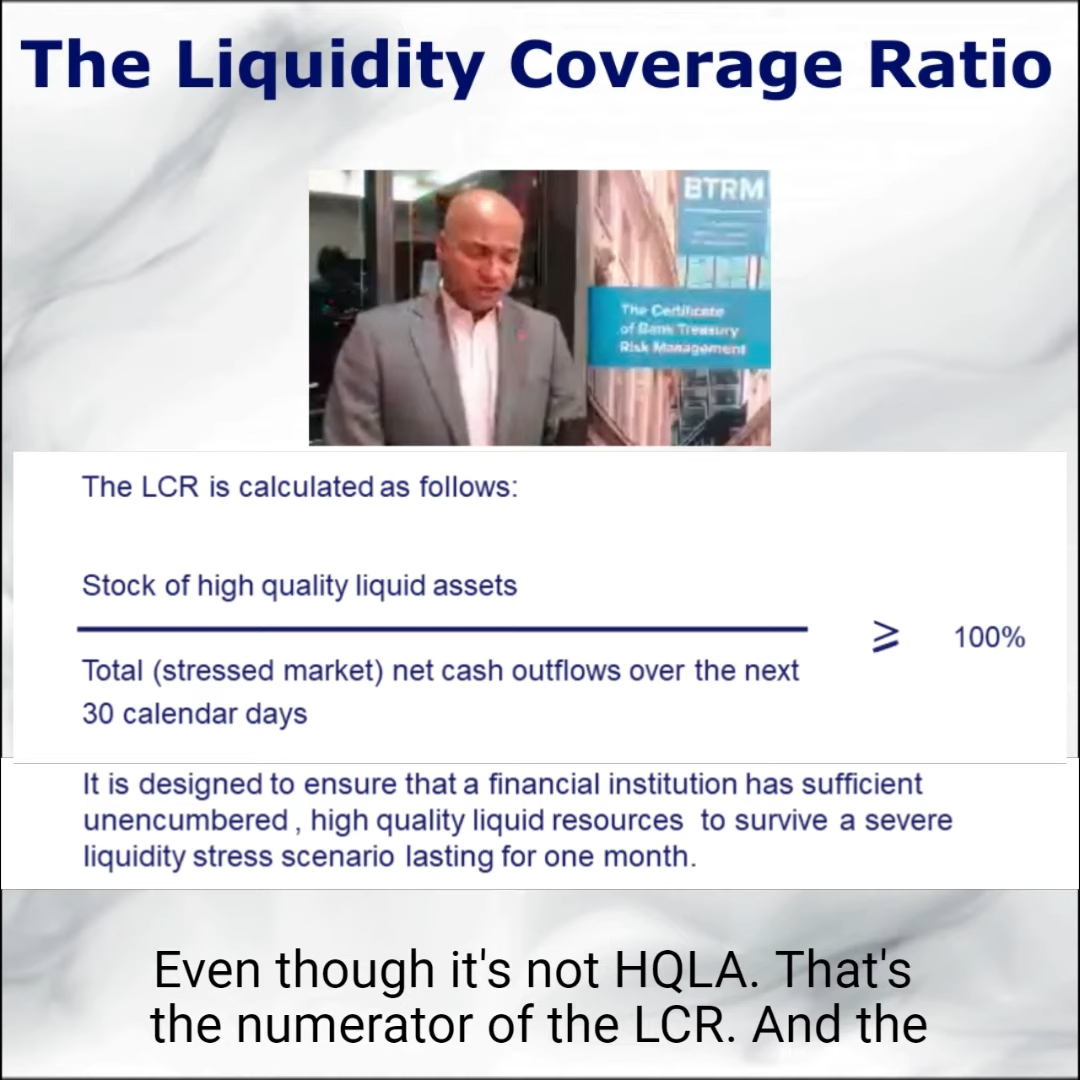 The Liquidity Coverage Ratio
BTRM
The Certificate
of Bank Treasury
Risk Management
The LCR is calculated as follows:
Stock of high quality liquid assets
≥ 100%
Total (stressed market) net cash outflows over the next
30 calendar days
It is designed to ensure that a financial institution has sufficient
unencumbered , high quality liquid resources to survive a severe
liquidity stress scenario lasting for one month.
Even though it's not HQLA. That's
the numerator of the LCR. And the